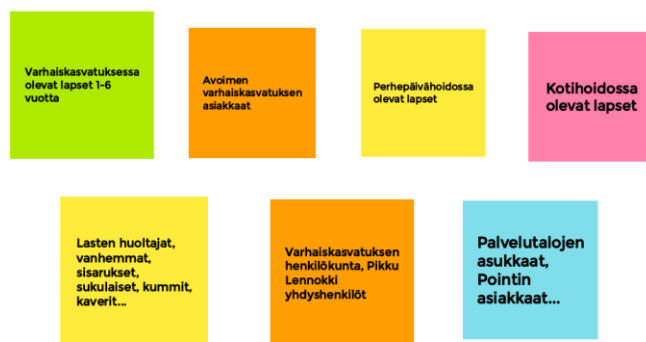 Varhaiskasvatuksessa
olevat lapset 1-6
vuotta
Avoimen
varhaiskasvatuksen
asiakkaat
Perhepäivähoidossa
olevat lapset
Kotihoidossa
olevat lapset
Lasten huoltajat,
vanhemmat,
sisarukset,
sukulaiset, kummit,
kaverit...
Varhaiskasvatuksen
henkilökunta, Pikku
Lennokki
yhdyshenkilöt
Palvelutalojen
asukkaat,
Pointin
asiakkaat...